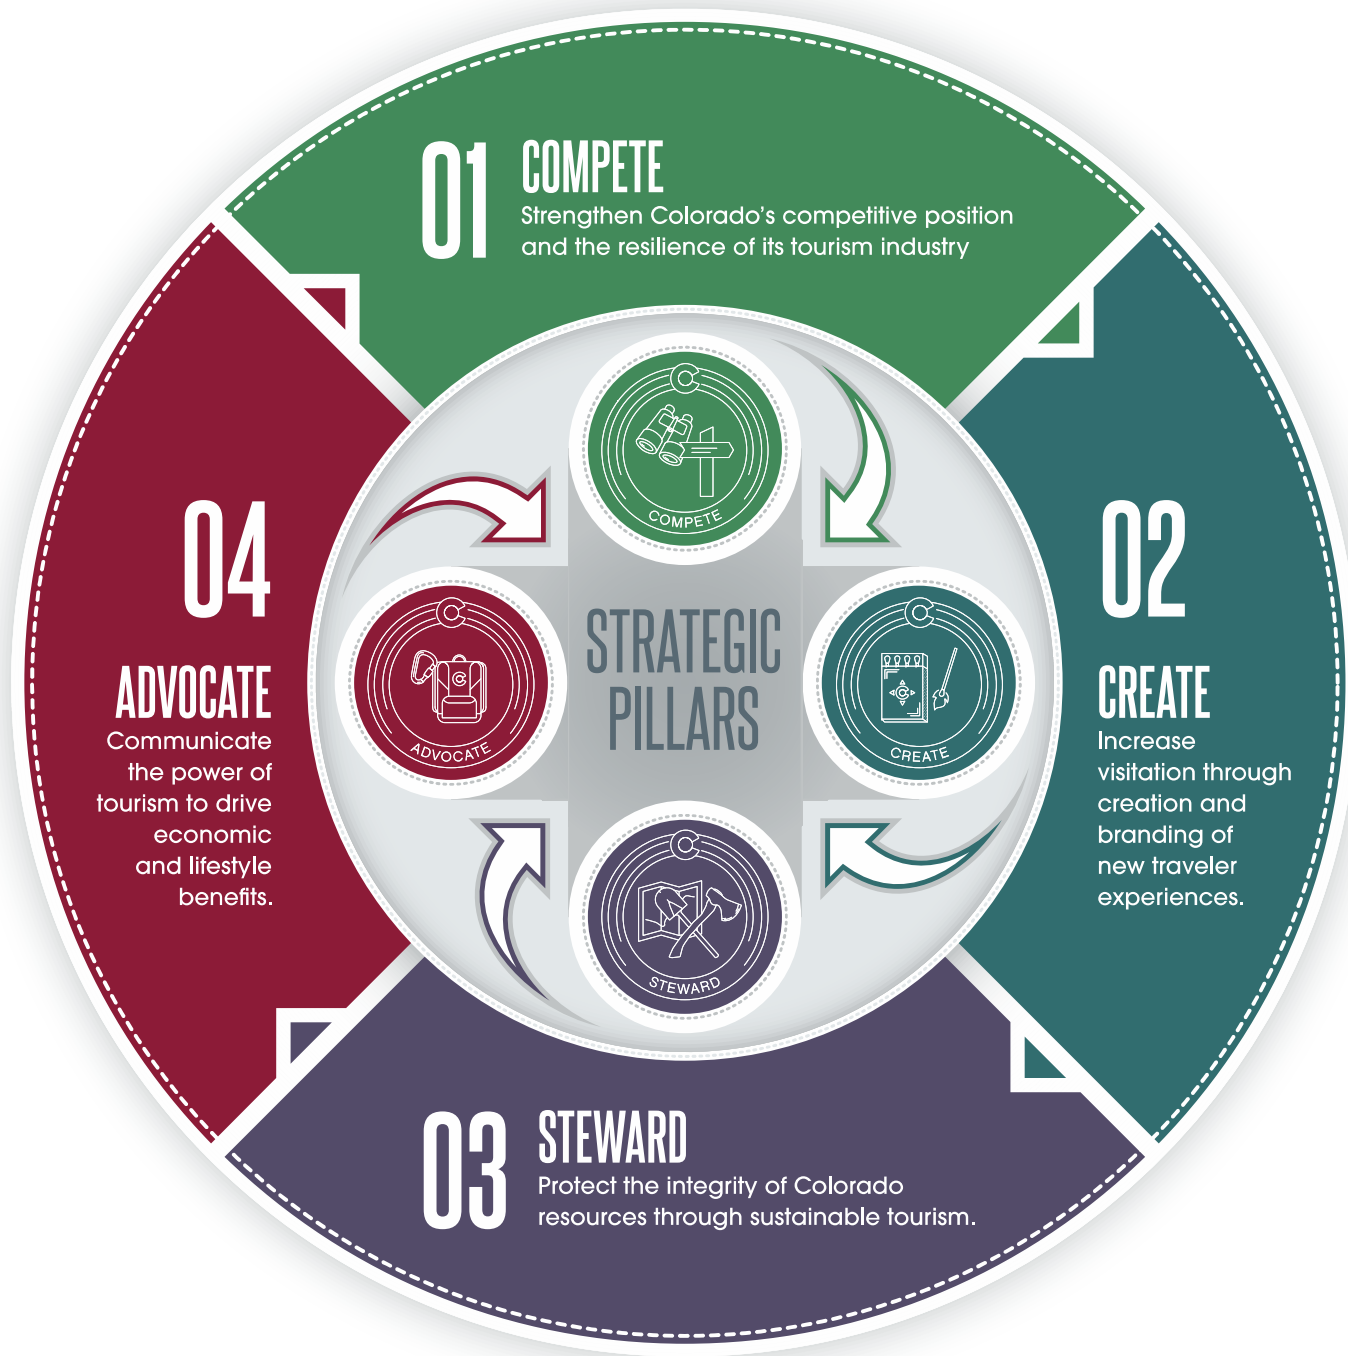 01
COMPETE
Strengthen Colorado's competitive position
and the resilience of its tourism industry
02
CREATE
Increase
visitation through
creation and
branding of
new traveler
experiences.
03
STEWARD
Protect the integrity of Colorado
resources through sustainable tourism.
04
ADVOCATE
Communicate
the power of
tourism to drive
economic
and lifestyle
benefits.
STRATEGIC
PILLARS
COMPETE
CREATE
STEWARD
ADVOCATE